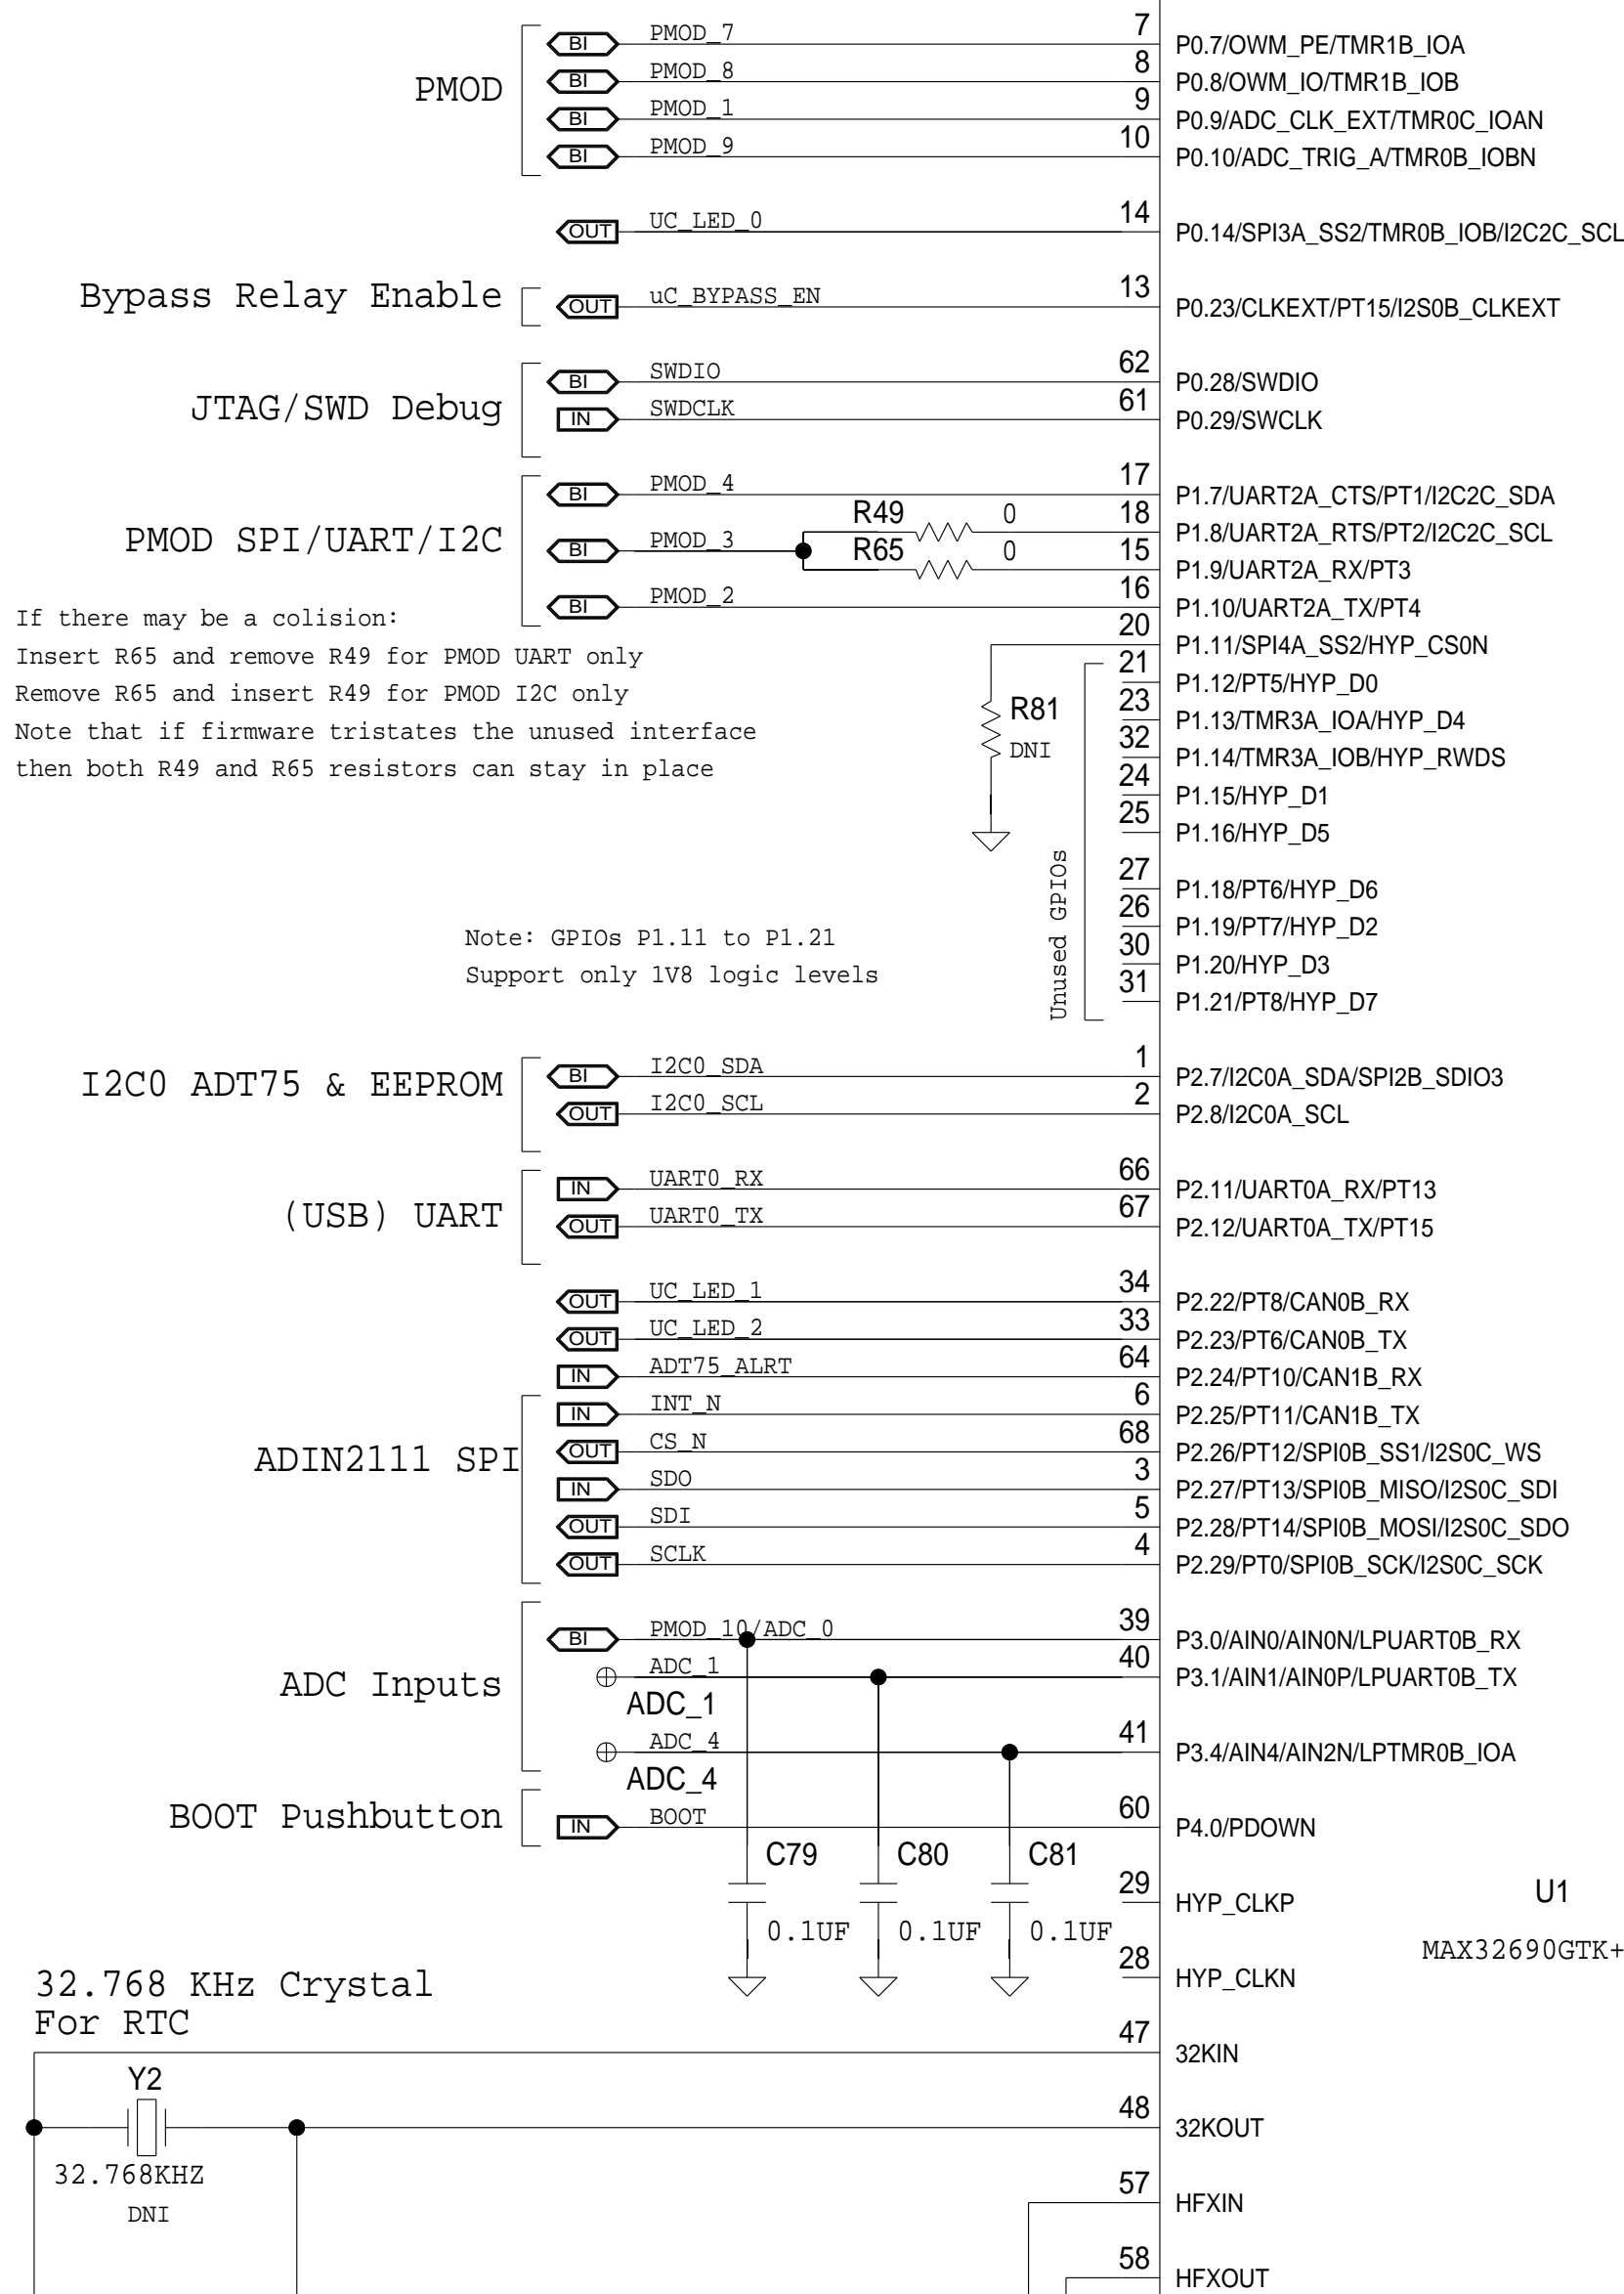 PMOD
BI PMOD_7 7 P0.7/OWM_PE/TMR1B_IOA
BI PMOD_8 8 P0.8/OWM_IO/TMR1B_IOB
BI PMOD_1 9 P0.9/ADC_CLK_EXT/TMR0C_IOAN
BI PMOD_9 10 P0.10/ADC_TRIG_A/TMR0B_IOBN
OUT UC_LED_0 14 P0.14/SPI3A_SS2/TMR0B_IOB/I2C2C_SCL
Bypass Relay Enable OUT uC_BYPASS_EN 13 P0.23/CLKEXT/PT15/I2S0B_CLKEXT
JTAG/SWD Debug
BI SWDIO 62 P0.28/SWDIO
IN SWDCLK 61 P0.29/SWCLK
PMOD SPI/UART/I2C
BI PMOD_4 17 P1.7/UART2A_CTS/PT1/I2C2C_SDA
R49 0 18 P1.8/UART2A_RTS/PT2/I2C2C_SCL
BI PMOD_3
R65 0 15 P1.9/UART2A_RX/PT3
BI PMOD_2 16 P1.10/UART2A_TX/PT4
If there may be a colision:
Insert R65 and remove R49 for PMOD UART only
Remove R65 and insert R49 for PMOD I2C only
Note that if firmware tristates the unused interface
then both R49 and R65 resistors can stay in place
20 P1.11/SPI4A_SS2/HYP_CS0N
R81
DNI
21 P1.12/PT5/HYP_D0
23 P1.13/TMR3A_IOA/HYP_D4
32 P1.14/TMR3A_IOB/HYP_RWDS
24 P1.15/HYP_D1
25 P1.16/HYP_D5
27 P1.18/PT6/HYP_D6
26 P1.19/PT7/HYP_D2
30 P1.20/HYP_D3
31 P1.21/PT8/HYP_D7
Unused GPIOs
Note: GPIOs P1.11 to P1.21
Support only 1V8 logic levels
I2C0 ADT75 & EEPROM
BI I2C0_SDA 1 P2.7/I2C0A_SDA/SPI2B_SDIO3
OUT I2C0_SCL 2 P2.8/I2C0A_SCL
(USB) UART
IN UART0_RX 66 P2.11/UART0A_RX/PT13
OUT UART0_TX 67 P2.12/UART0A_TX/PT15
OUT UC_LED_1 34 P2.22/PT8/CAN0B_RX
OUT UC_LED_2 33 P2.23/PT6/CAN0B_TX
IN ADT75_ALRT 64 P2.24/PT10/CAN1B_RX
ADIN2111 SPI
IN INT_N 6 P2.25/PT11/CAN1B_TX
OUT CS_N 68 P2.26/PT12/SPI0B_SS1/I2S0C_WS
IN SDO 3 P2.27/PT13/SPI0B_MISO/I2S0C_SDI
OUT SDI 5 P2.28/PT14/SPI0B_MOSI/I2S0C_SDO
OUT SCLK 4 P2.29/PT0/SPI0B_SCK/I2S0C_SCK
ADC Inputs
BI PMOD_10/ADC_0 39 P3.0/AIN0/AIN0N/LPUART0B_RX
ADC_1 40 P3.1/AIN1/AIN0P/LPUART0B_TX
ADC_1
ADC_4 41 P3.4/AIN4/AIN2N/LPTMR0B_IOA
ADC_4
BOOT Pushbutton IN BOOT 60 P4.0/PDOWN
C79 C80 C81
0.1UF 0.1UF 0.1UF
29 HYP_CLKP
28 HYP_CLKN
U1
MAX32690GTK+
32.768 KHz Crystal
For RTC
47 32KIN
Y2
48 32KOUT
32.768KHZ
DNI
57 HFXIN
58 HFXOUT